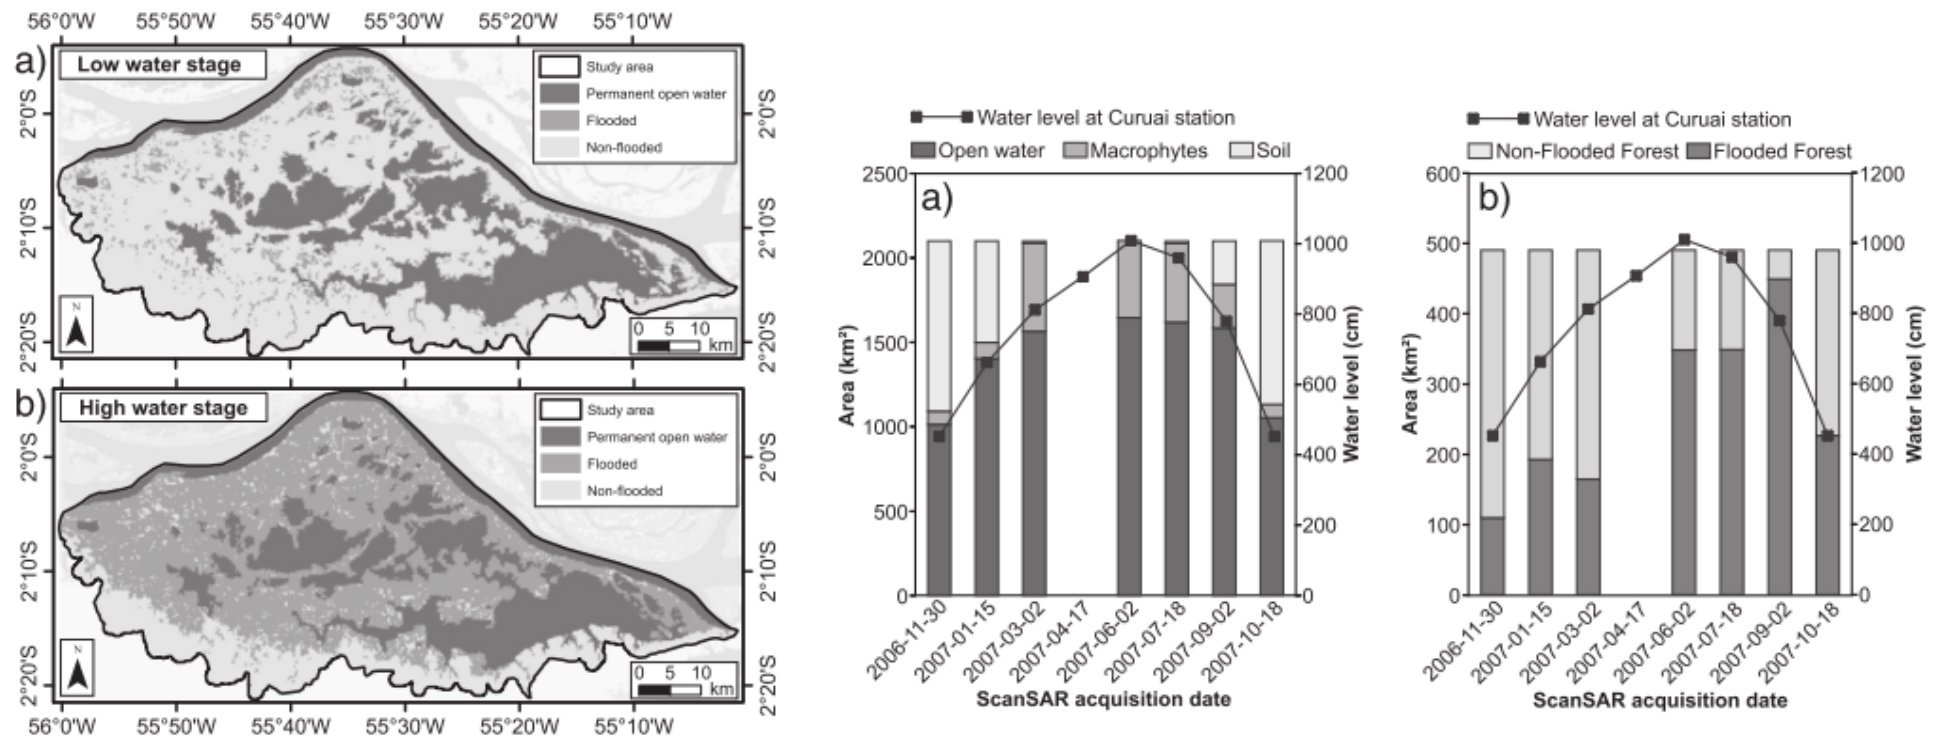 56°0'W 55°50'W 55°40'W 55°30'W 55°20'W 55°10'W
a) Low water stage
Study area
Permanent open water
Flooded
Non-flooded
2°0'S 2°0'S
2°10'S 2°10'S
2°20'S 2°20'S
N
0 5 10
km
b) High water stage
Study area
Permanent open water
Flooded
Non-flooded
2°0'S 2°0'S
2°10'S 2°10'S
2°20'S 2°20'S
N
0 5 10
km
56°0'W 55°50'W 55°40'W 55°30'W 55°20'W 55°10'W
Water level at Curuai station
Open water Macrophytes Soil
a)
2500
2000
1500
1000
500
0
Area (km²)
1200
1000
800
600
400
200
0
Water level (cm)
2006-11-30
2007-01-15
2007-03-02
2007-04-17
2007-06-02
2007-07-18
2007-09-02
2007-10-18
ScanSAR acquisition date
Water level at Curuai station
Non-Flooded Forest Flooded Forest
b)
600
500
400
300
200
100
0
Area (km²)
1200
1000
800
600
400
200
0
Water level (cm)
2006-11-30
2007-01-15
2007-03-02
2007-04-17
2007-06-02
2007-07-18
2007-09-02
2007-10-18
ScanSAR acquisition date